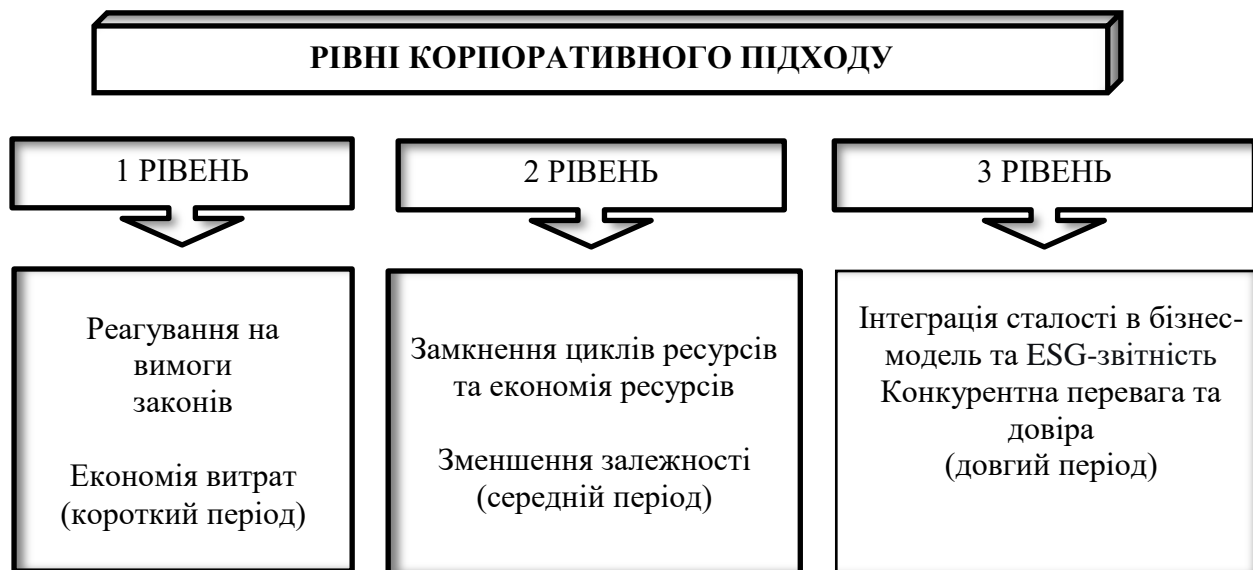 РІВНІ КОРПОРАТИВНОГО ПІДХОДУ
1 РІВЕНЬ
Реагування на
вимоги
законів
Економія витрат
(короткий період)
2 РІВЕНЬ
Замкнення циклів ресурсів
та економія ресурсів
Зменшення залежності
(середній період)
3 РІВЕНЬ
Інтеграція сталості в бізнес-
модель та ESG-звітність
Конкурентна перевага та
довіра
(довгий період)